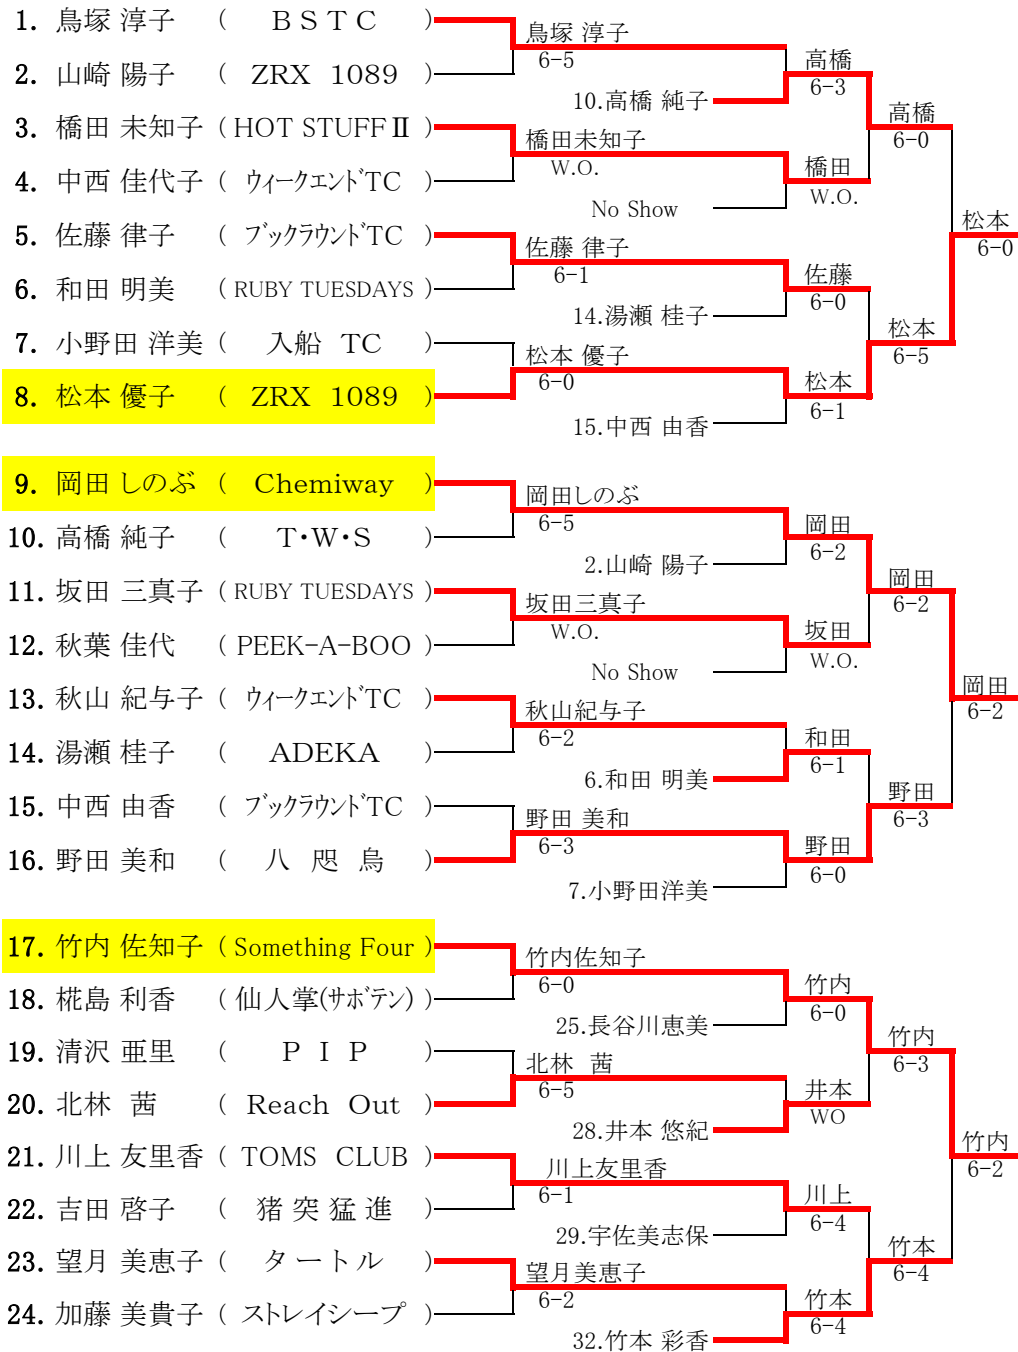 1. 鳥塚 淳子 ( BSTC )
鳥塚 淳子
6-5
高橋
6-3
2. 山崎 陽子 ( ZRX 1089 )
10.高橋 純子
高橋
6-0
3. 橋田 未知子 ( HOT STUFFⅡ )
橋田未知子
W.O.
橋田
W.O.
4. 中西 佳代子 ( ウィークエンドTC )
No Show
松本
6-0
5. 佐藤 律子 ( ブックラウンドTC )
佐藤 律子
6-1
佐藤
6-0
6. 和田 明美 ( RUBY TUESDAYS )
14.湯瀬 桂子
松本
6-5
7. 小野田 洋美 ( 入船 TC )
松本 優子
6-0
松本
6-1
8. 松本 優子 ( ZRX 1089 )
15.中西 由香
9. 岡田 しのぶ ( Chemiway )
岡田しのぶ
6-5
岡田
6-2
10. 高橋 純子 ( T・W・S )
2.山崎 陽子
岡田
6-2
11. 坂田 三真子 ( RUBY TUESDAYS )
坂田三真子
W.O.
坂田
W.O.
12. 秋葉 佳代 ( PEEK-A-BOO )
No Show
岡田
6-2
13. 秋山 紀与子 ( ウィークエンドTC )
秋山紀与子
6-2
和田
6-1
14. 湯瀬 桂子 ( ADEKA )
6.和田 明美
野田
6-3
15. 中西 由香 ( ブックラウンドTC )
野田 美和
6-3
野田
6-0
16. 野田 美和 ( 八 咫 烏 )
7.小野田洋美
17. 竹内 佐知子 ( Something Four )
竹内佐知子
6-0
竹内
6-0
18. 椛島 利香 ( 仙人掌(サボテン) )
25.長谷川恵美
竹内
6-3
19. 清沢 亜里 ( P I P )
北林 茜
6-5
井本
WO
20. 北林 茜 ( Reach Out )
28.井本 悠紀
竹内
6-2
21. 川上 友里香 ( TOMS CLUB )
川上友里香
6-1
川上
6-4
22. 吉田 啓子 ( 猪 突 猛 進 )
29.宇佐美志保
竹本
6-4
23. 望月 美恵子 ( タートル )
望月美恵子
6-2
竹本
6-4
24. 加藤 美貴子 ( ストレイシープ )
32.竹本 彩香